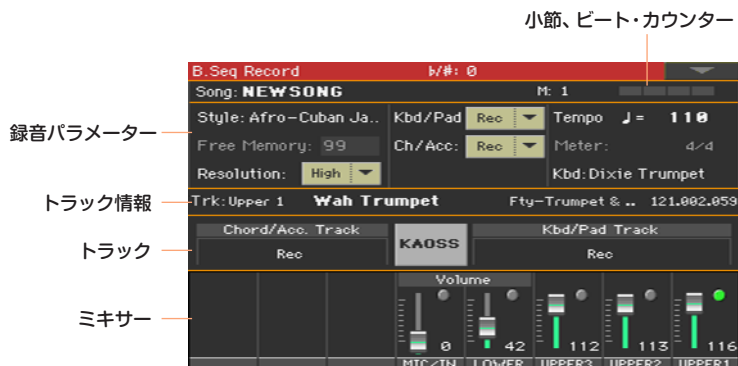 小節、ビート・カウンター
B.Seq Record ♭/#: 0
Song: NEWSONG M: 1
録音パラメーター
Style: Afro-Cuban Ja.. Kbd/Pad Rec Tempo ♩= 110
Free Memory: 99 Ch/Acc: Rec Meter: 4/4
Resolution: High Kbd: Dixie Trumpet
トラック情報
Trk: Upper 1 Wah Trumpet Fty-Trumpet & .. 121.002.059
トラック
Chord/Acc. Track KAOSS Kbd/Pad Track
Rec Rec
ミキサー
Volume
0 42 112 113 116
MIC/IN LOWER UPPER3 UPPER2 UPPER1